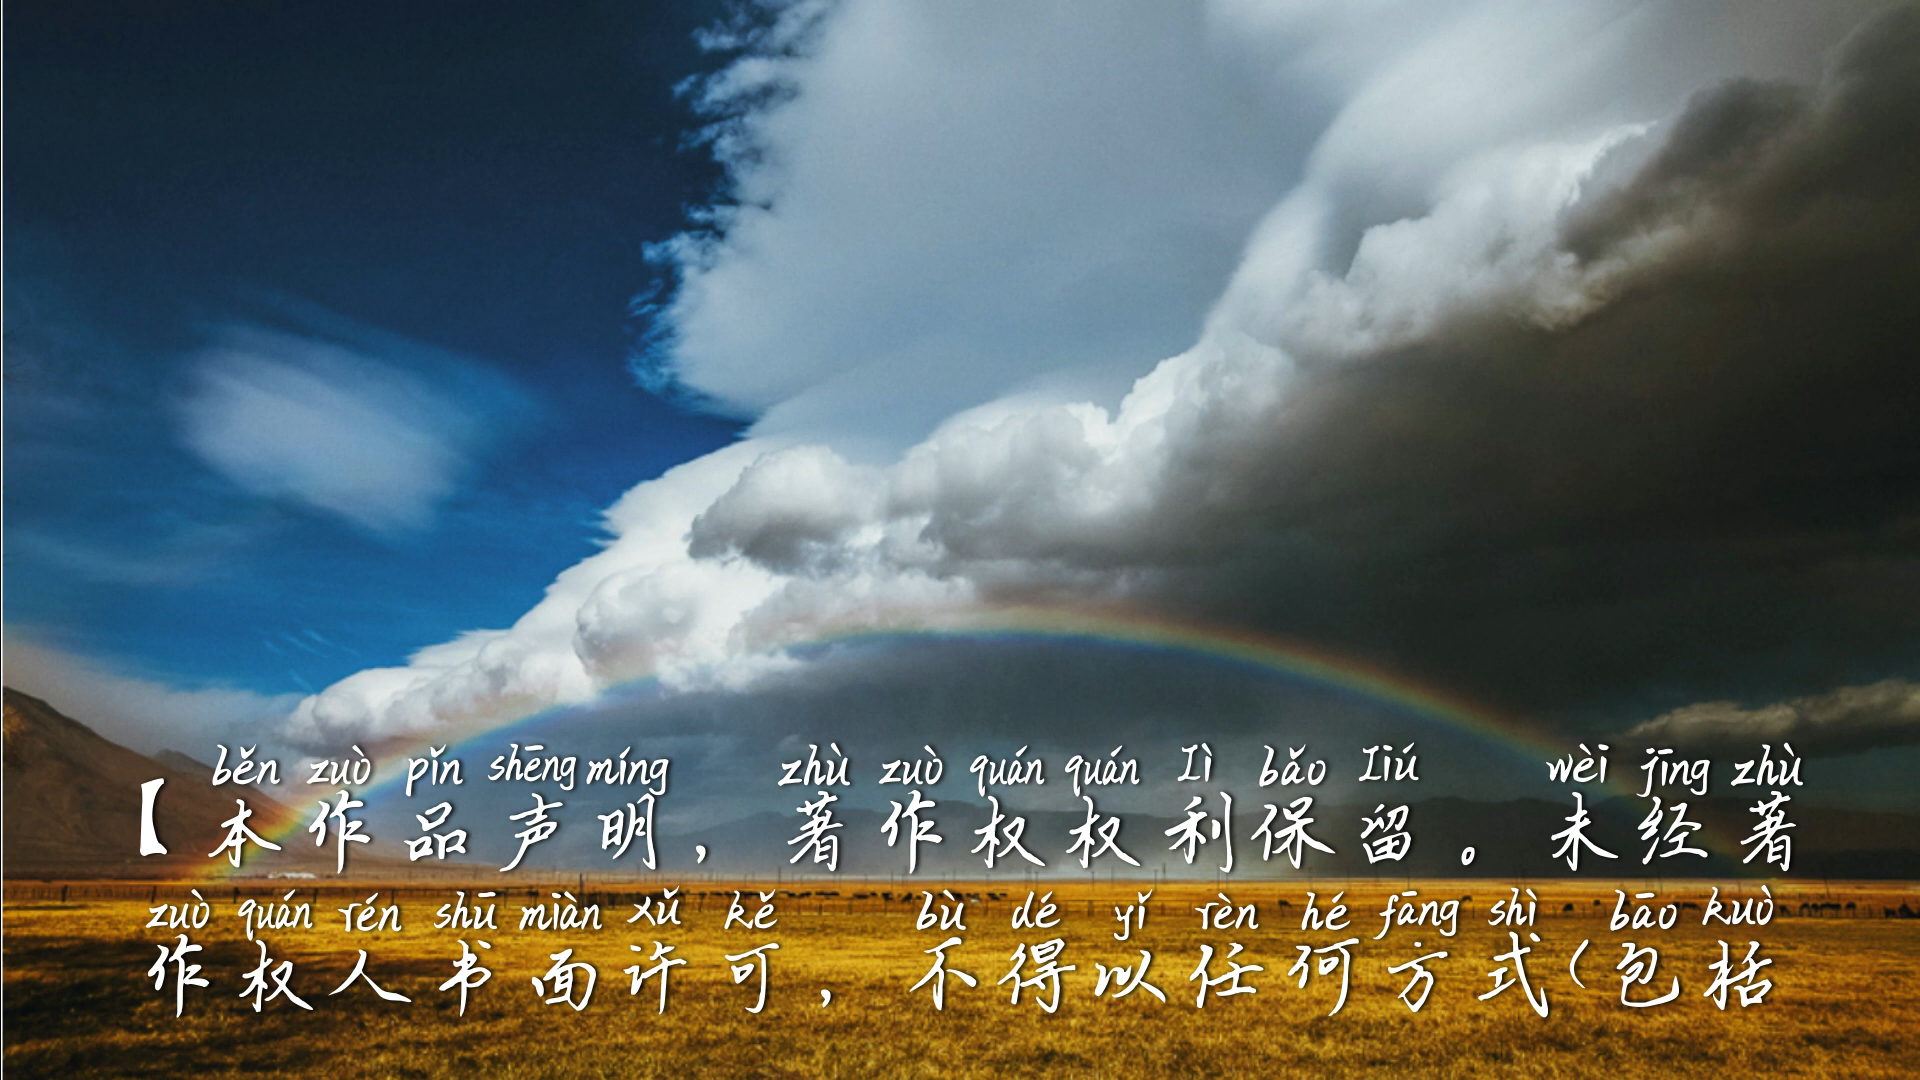 běn zuò pǐn shēng míng zhù zuò quán quán Iì bǎo Iiú wèi jīng zhù
【本作品声明，著作权权利保留。未经著
zuò quán rén shū miàn xǔ kě bù dé yǐ rèn hé fāng shì bāo kuò
作权人书面许可，不得以任何方式(包括